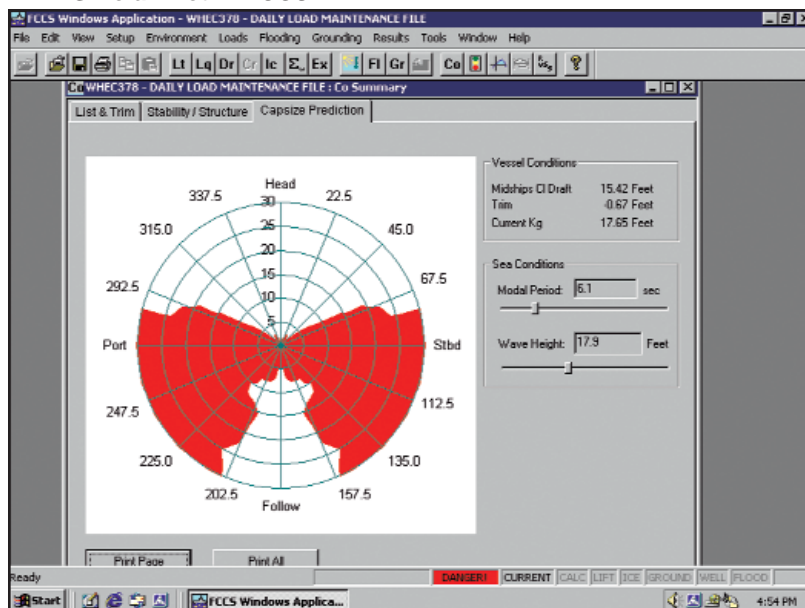 FCCS Windows Application - WHEC378 - DAILY LOAD MAINTENANCE FILE
File Edit View Setup Environment Loads Flooding Grounding Results Tools Window Help
Lt Lq Dr Cr Ic Σ Ex Fl Gr Co
Co WHEC378 - DAILY LOAD MAINTENANCE FILE : Co Summary
List & Trim Stability / Structure Capsize Prediction
Head
337.5 22.5
315.0 45.0
292.5 67.5
Port Stbd
247.5 112.5
225.0 135.0
202.5 157.5
Follow
30
25
20
15
10
5
Vessel Conditions
Midships Cl Draft 15.42 Feet
Trim -0.67 Feet
Current Kg 17.65 Feet
Sea Conditions
Modal Period: 6.1 sec
Wave Height: 17.9 Feet
Print Page Print All
Ready DANGER! CURRENT CALC LIFT ICE GROUND WELL FLOOD
Start FCCS Windows Applica... 4:54 PM